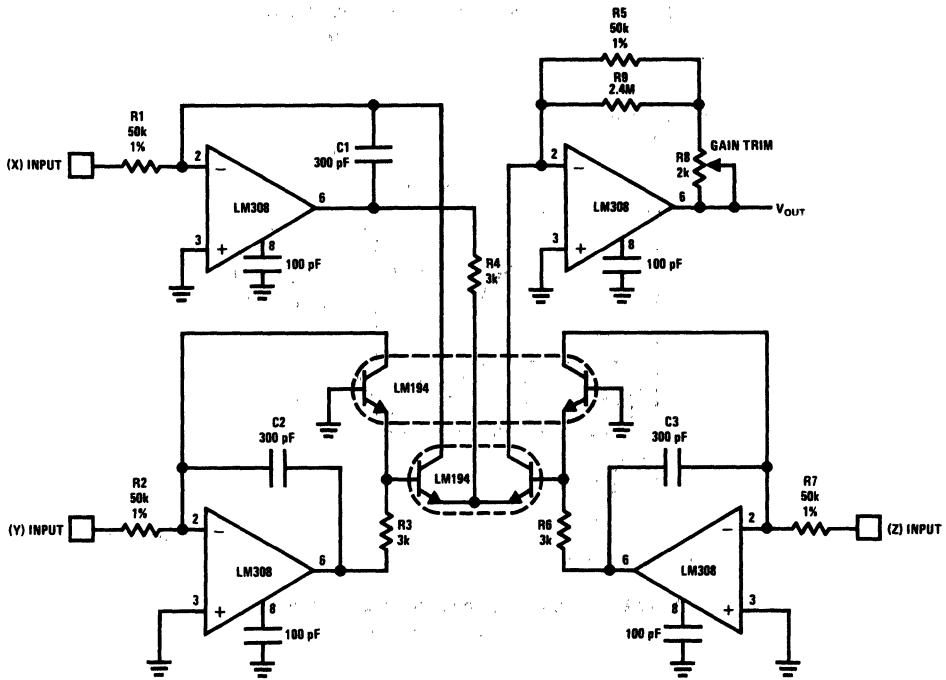 R5
50k
1%
R9
2.4M
R1
50k
1%
(X) INPUT
2
−
LM308
6
3
+
8
100 pF
C1
300 pF
R4
3k
2
−
LM308
6
3
+
8
100 pF
R8
2k
GAIN TRIM
VOUT
LM194
LM194
C2
300 pF
R2
50k
1%
(Y) INPUT
2
−
LM308
6
3
+
8
100 pF
R3
3k
R6
3k
C3
300 pF
R7
50k
1%
2
−
(Z) INPUT
6
LM308
3
+
8
100 pF